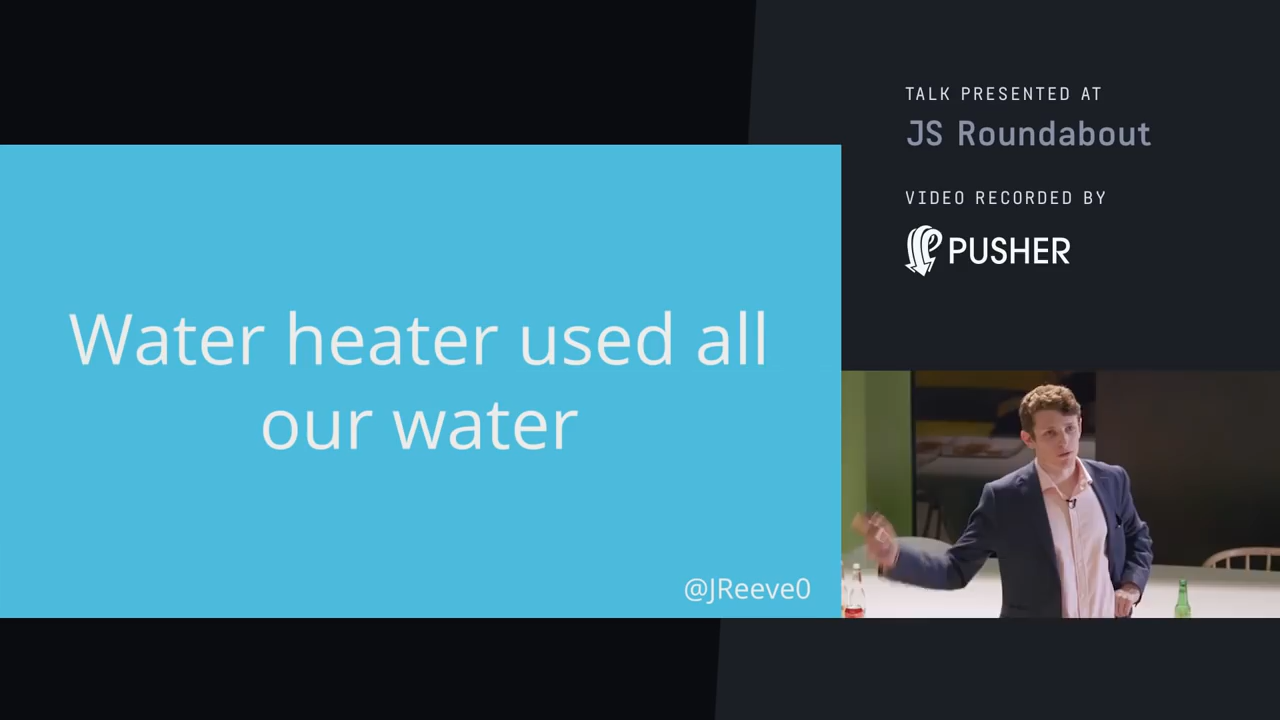 TALK PRESENTED AT
JS Roundabout
VIDEO RECORDED BY
PUSHER
Water heater used all
our water
@JReeve0